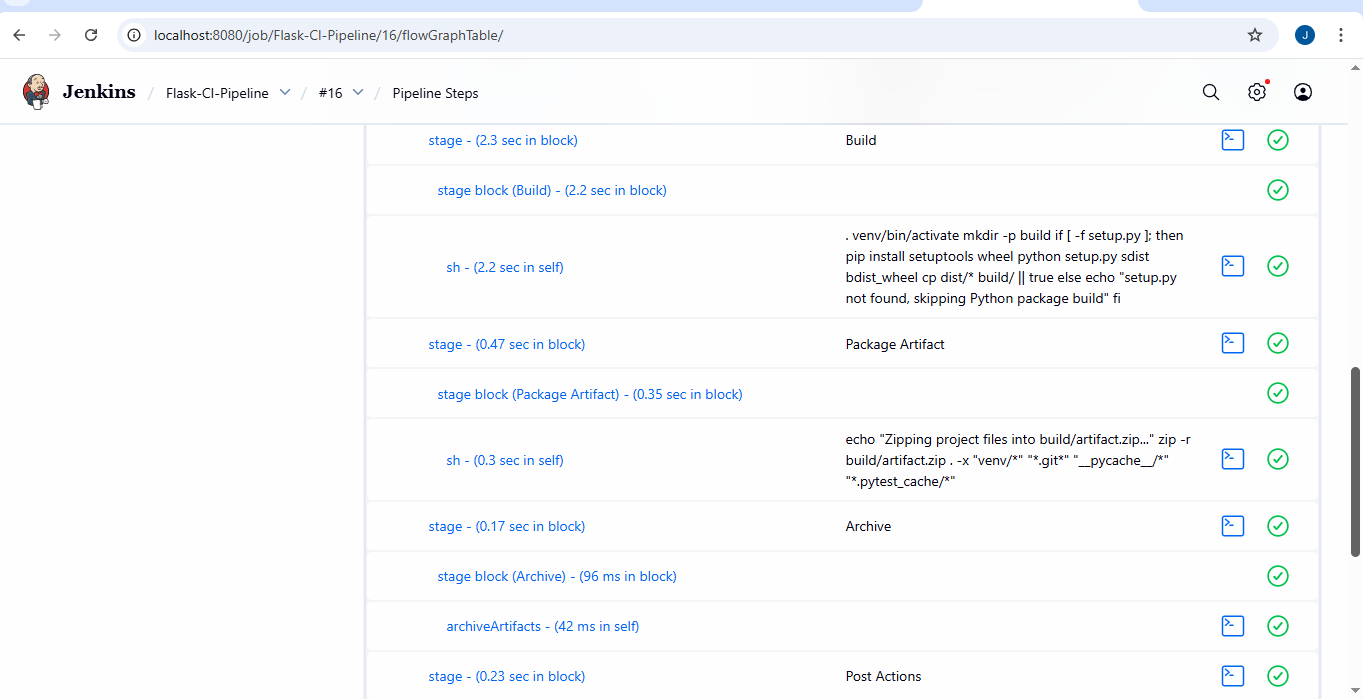 localhost:8080/job/Flask-CI-Pipeline/16/flowGraphTable/
J
Jenkins / Flask-CI-Pipeline / #16 / Pipeline Steps
stage - (2.3 sec in block) Build
stage block (Build) - (2.2 sec in block)
. venv/bin/activate mkdir -p build if [ -f setup.py ]; then
pip install setuptools wheel python setup.py sdist
sh - (2.2 sec in self)
bdist_wheel cp dist/* build/ || true else echo "setup.py
not found, skipping Python package build" fi
stage - (0.47 sec in block) Package Artifact
stage block (Package Artifact) - (0.35 sec in block)
echo "Zipping project files into build/artifact.zip..." zip -r
sh - (0.3 sec in self) build/artifact.zip . -x "venv/*" "*.git*" "__pycache__/*"
"*.pytest_cache/*"
stage - (0.17 sec in block) Archive
stage block (Archive) - (96 ms in block)
archiveArtifacts - (42 ms in self)
stage - (0.23 sec in block) Post Actions